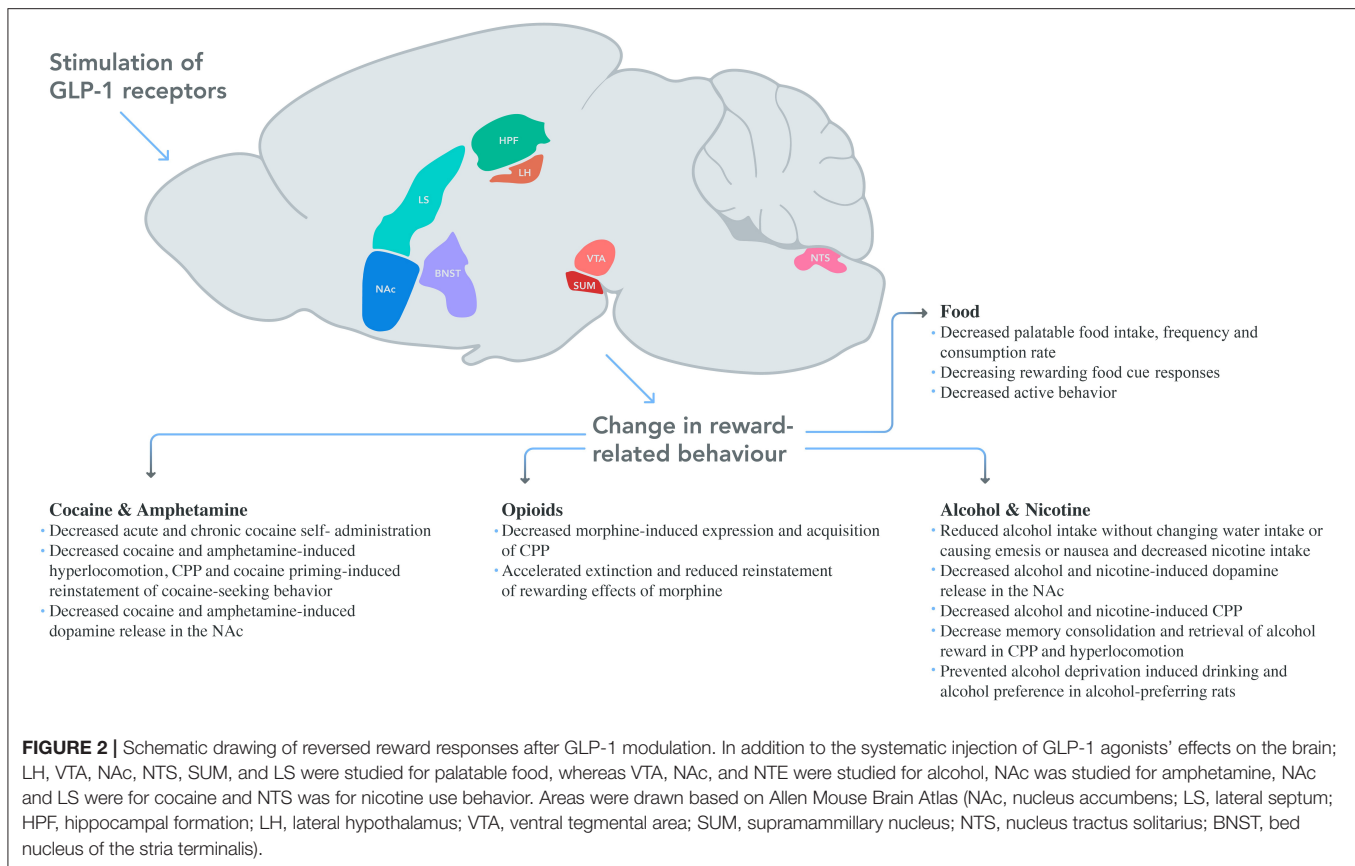 Stimulation of
GLP-1 receptors
HPF
LH
LS
NAc
BNST
VTA
SUM
NTS
Food
• Decreased palatable food intake, frequency and
consumption rate
• Decreasing rewarding food cue responses
• Decreased active behavior
Change in reward-
related behaviour
Cocaine & Amphetamine
• Decreased acute and chronic cocaine self- administration
• Decreased cocaine and amphetamine-induced
hyperlocomotion, CPP and cocaine priming-induced
reinstatement of cocaine-seeking behavior
• Decreased cocaine and amphetamine-induced
dopamine release in the NAc
Opioids
• Decreased morphine-induced expression and acquisition
of CPP
• Accelerated extinction and reduced reinstatement
of rewarding effects of morphine
Alcohol & Nicotine
• Reduced alcohol intake without changing water intake or
causing emesis or nausea and decreased nicotine intake
• Decreased alcohol and nicotine-induced dopamine
release in the NAc
• Decreased alcohol and nicotine-induced CPP
• Decrease memory consolidation and retrieval of alcohol
reward in CPP and hyperlocomotion
• Prevented alcohol deprivation induced drinking and
alcohol preference in alcohol-preferring rats
FIGURE 2 | Schematic drawing of reversed reward responses after GLP-1 modulation. In addition to the systematic injection of GLP-1 agonists' effects on the brain;
LH, VTA, NAc, NTS, SUM, and LS were studied for palatable food, whereas VTA, NAc, and NTE were studied for alcohol, NAc was studied for amphetamine, NAc
and LS were for cocaine and NTS was for nicotine use behavior. Areas were drawn based on Allen Mouse Brain Atlas (NAc, nucleus accumbens; LS, lateral septum;
HPF, hippocampal formation; LH, lateral hypothalamus; VTA, ventral tegmental area; SUM, supramammillary nucleus; NTS, nucleus tractus solitarius; BNST, bed
nucleus of the stria terminalis).